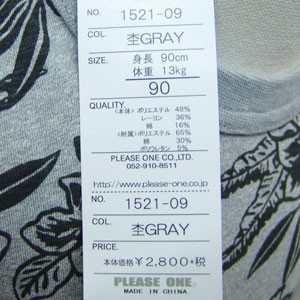 NO. 1521-09
COL. 杢GRAY
SIZE. 身長 90cm
体重 13kg
90
QUALITY.
<本体> ポリエステル 48%
レーヨン 36%
綿 16%
<附属> ポリエステル 65%
綿 30%
ポリウレタン 5%
PLEASE ONE CO.,LTD.
052-910-8511
http://www.please-one.co.jp
NO. 1521-09
COL. 杢GRAY
PRICE.
本体価格 ¥2,800+税
PLEASE ONE.
MADE IN CHINA